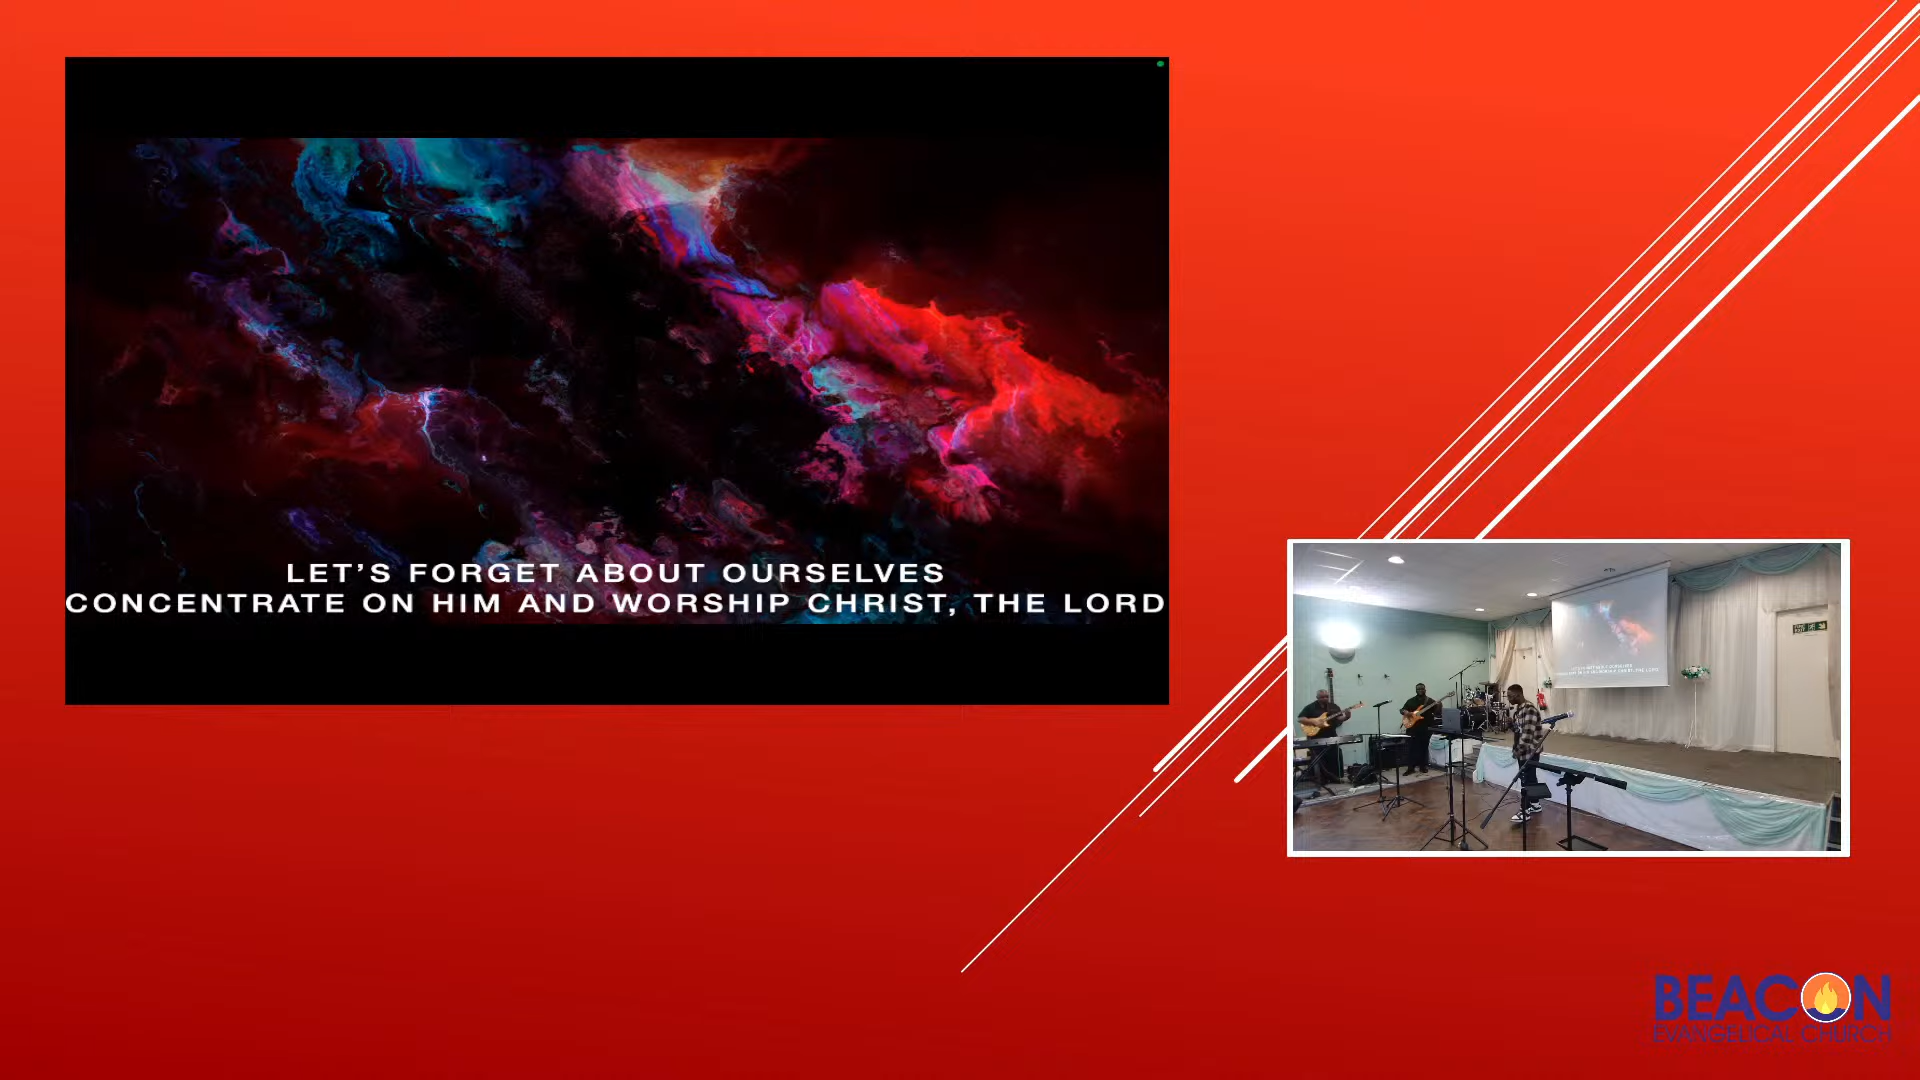 LET'S FORGET ABOUT OURSELVES
CONCENTRATE ON HIM AND WORSHIP CHRIST, THE LORD
BEACON
EVANGELICAL CHURCH